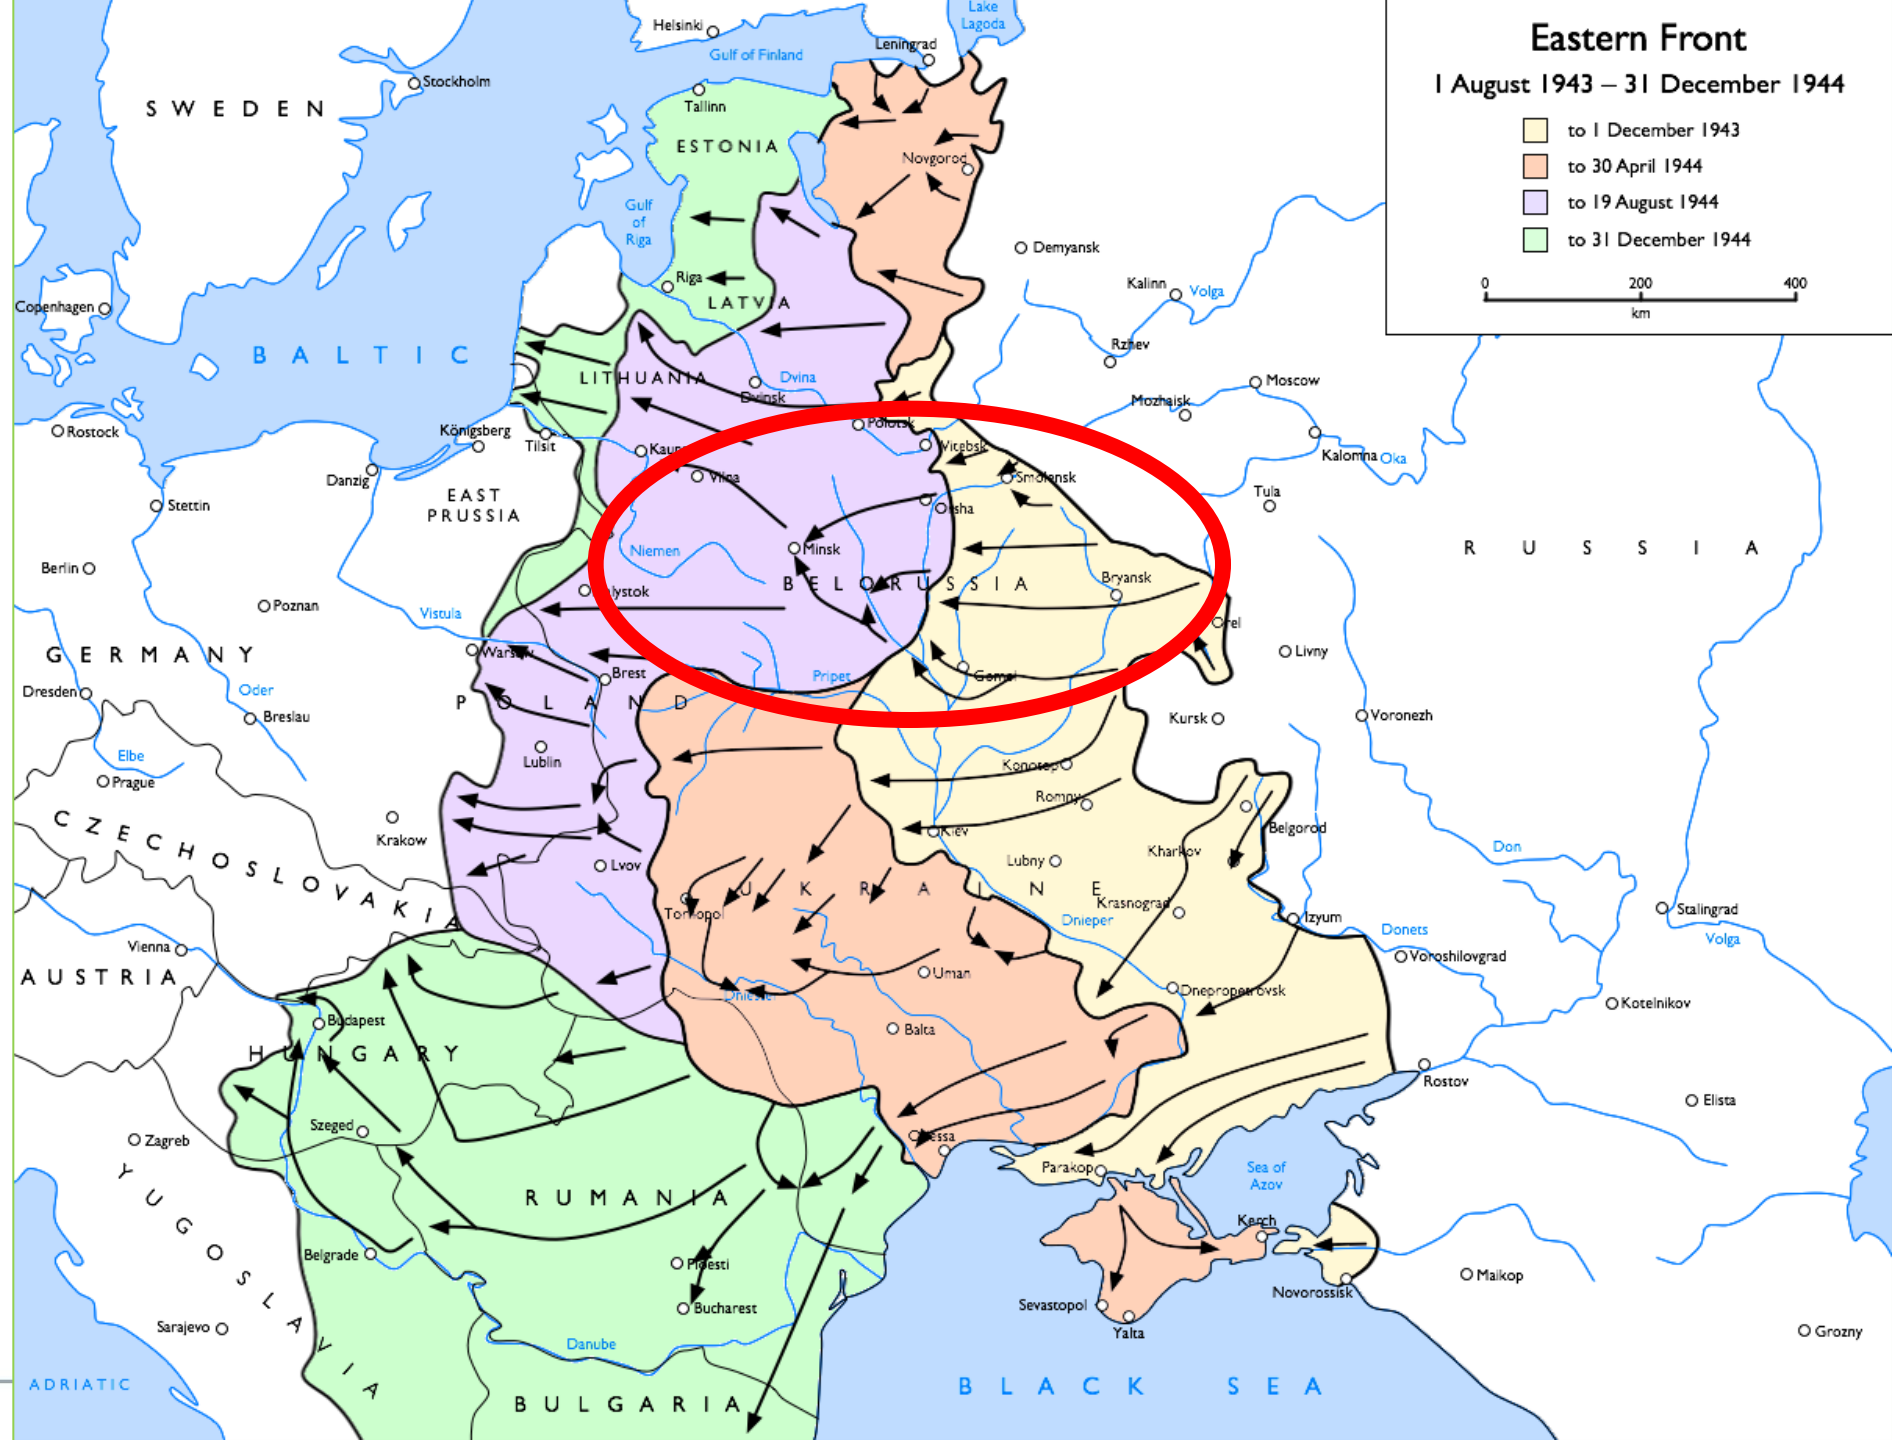 Eastern Front
1 August 1943 – 31 December 1944
to 1 December 1943
to 30 April 1944
to 19 August 1944
to 31 December 1944
0 200 400
km
Lake
Lagoda
Helsinki
Leningrad
Gulf of Finland
Stockholm
SWEDEN
Tallinn
ESTONIA
Novgorod
Gulf
of
Riga
Demyansk
Riga
Kalinn
Volga
LATVIA
Copenhagen
Rzhev
BALTIC
LITHUANIA
Dvina
Dvinsk
Moscow
Mozhaisk
Rostock
Königsberg
Tilsit
Polotsk
Vitebsk
Kalomna
Oka
Danzig
Vilna
Smolensk
Stettin
EAST
PRUSSIA
Tula
Orsha
Minsk
Niemen
RUSSIA
Berlin
BELORUSSIA
Bryansk
Poznan
Vistula
GERMANY
Warsaw
Livny
Brest
Pripet
Gomel
Dresden
Oder
POLAND
Breslau
Kursk
Voronezh
Elbe
Lublin
Konotop
Prague
Romny
CZECHOSLOVAKIA
Krakow
Kiev
Belgorod
Lubny
Kharkov
Don
Lvov
UKRAINE
Krasnograd
Tornopol
Dnieper
Izyum
Stalingrad
Donets
Volga
Vienna
Voroshilovgrad
AUSTRIA
Uman
Dnepropetrovsk
Dniester
Kotelnikov
Budapest
Balta
HUNGARY
Rostov
Elista
Szeged
Zagreb
Parakop
Sea of
Azov
YUGOSLAVIA
RUMANIA
Kerch
Belgrade
Ploesti
Maikop
Novorossisk
Bucharest
Sevastopol
Sarajevo
Yalta
Grozny
Danube
ADRIATIC
BULGARIA
BLACK SEA